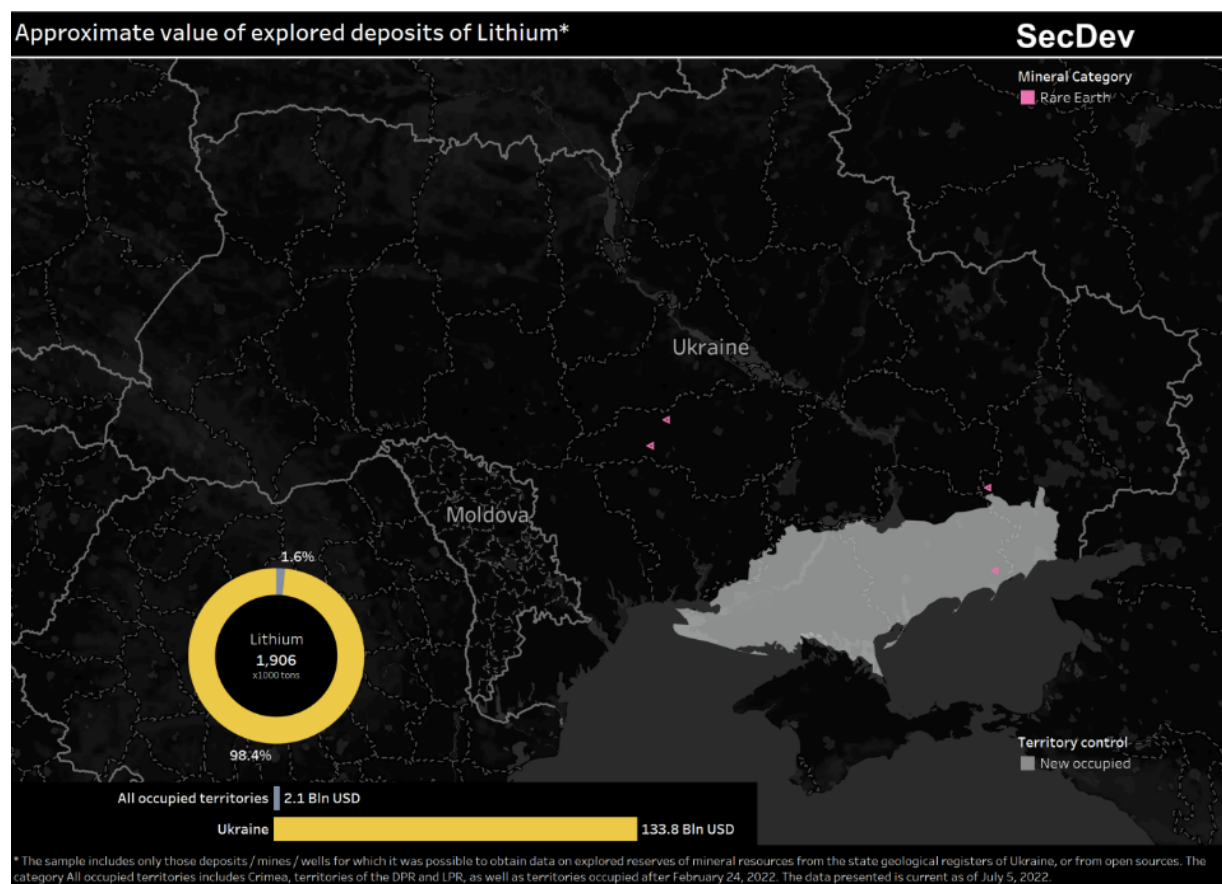 Approximate value of explored deposits of Lithium*
SecDev
Mineral Category
Rare Earth
Ukraine
Moldova
1.6%
Lithium
1,906
x1000 tons
98.4%
Territory control
New occupied
All occupied territories 2.1 Bln USD
Ukraine 133.8 Bln USD
* The sample includes only those deposits / mines / wells for which it was possible to obtain data on explored reserves of mineral resources from the state geological registers of Ukraine, or from open sources. The
category All occupied territories includes Crimea, territories of the DPR and LPR, as well as territories occupied after February 24, 2022. The data presented is current as of July 5, 2022.